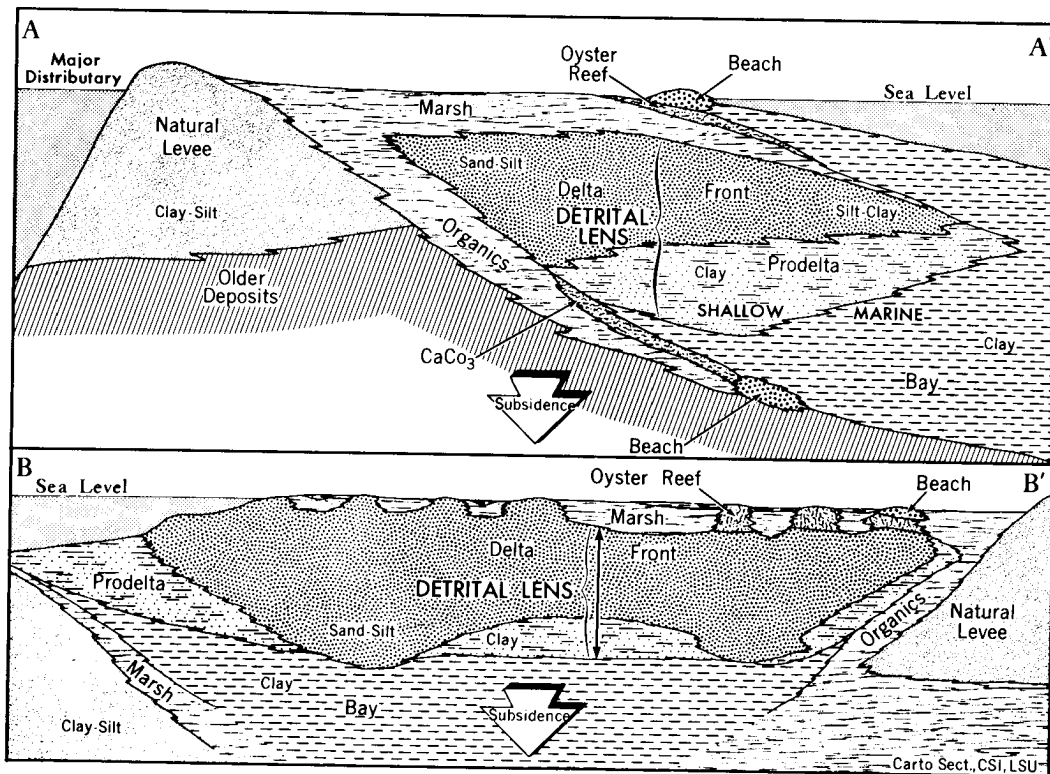 A
A'
Major
Distributary
Oyster
Reef
Beach
Sea Level
Marsh
Natural
Levee
Sand-Silt
Delta
Front
DETRITAL
LENS
Silt-Clay
Clay-Silt
Organics
Clay
Prodelta
Older
Deposits
SHALLOW
MARINE
Clay
CaCo3
Bay
Subsidence
Beach
B
B'
Sea Level
Oyster Reef
Beach
Marsh
Delta
Front
Prodelta
DETRITAL LENS
Organics
Natural
Levee
Sand-Silt
Clay
Marsh
Clay
Bay
Clay-Silt
Subsidence
Carto Sect., CSI, LSU